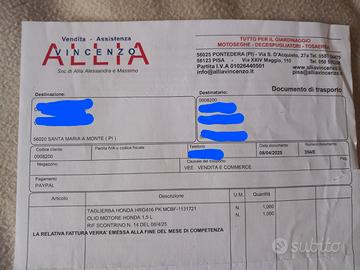 Vendita - Assistenza
ALLIA
VINCENZO
Snc di Allia Alessandra e Massimo
TUTTO PER IL GIARDINAGGIO
MOTOSEGHE - DECESPUGLIATORI - TOSAERBA
56025 PONTEDERA (PI) - Via S. D'Acquisto,
56123 PISA - Via XXIV Maggio, 110
Partita I.V.A 01026440501
info@alliavincenzo.it
pisa@alliavincenzo.it
Documento di trasporto
Destinazione:
Destinatario:
0008200
56020 SANTA MARIA A MONTE (PI)
Codice cliente
Partita IVA o codice fiscale
Telefono
Data documento
Numero documento
0008200
08/04/2025
394/E
Magazzino
Causale del trasporto
VEE VENDITA E COMMERCE
Pagamento
PAYPAL
Articolo
Descrizione
U.M.
Quantità
TAGLIERBA HONDA HRG416 PK MCBF-1131721
N.
1,000
OLIO MOTORE HONDA 1,5 L
N.
1,000
RIF SCONTRINO N 14 DEL 08/4/25
LA RELATIVA FATTURA VERRA' EMESSA ALLA FINE DEL MESE DI COMPETENZA
subito